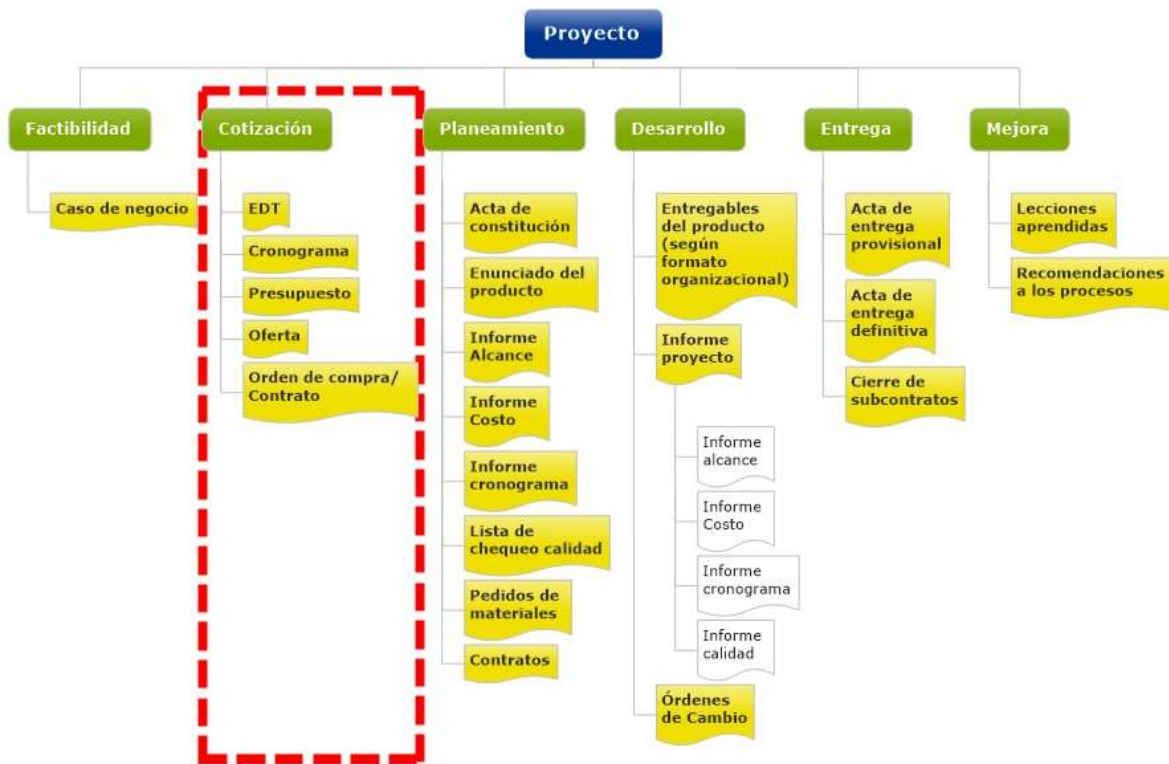 Proyecto
Factibilidad
Caso de negocio
Cotización
EDT
Cronograma
Presupuesto
Oferta
Orden de compra/
Contrato
Planeamiento
Acta de
constitución
Enunciado del
producto
Informe
Alcance
Informe
Costo
Informe
cronograma
Lista de
chequeo calidad
Pedidos de
materiales
Contratos
Desarrollo
Entregables
del producto
(según
formato
organizacional)
Informe
proyecto
Informe
alcance
Informe
Costo
Informe
cronograma
Informe
calidad
Órdenes
de Cambio
Entrega
Acta de
entrega
provisional
Acta de
entrega
definitiva
Cierre de
subcontratos
Mejora
Lecciones
aprendidas
Recomendaciones
a los procesos